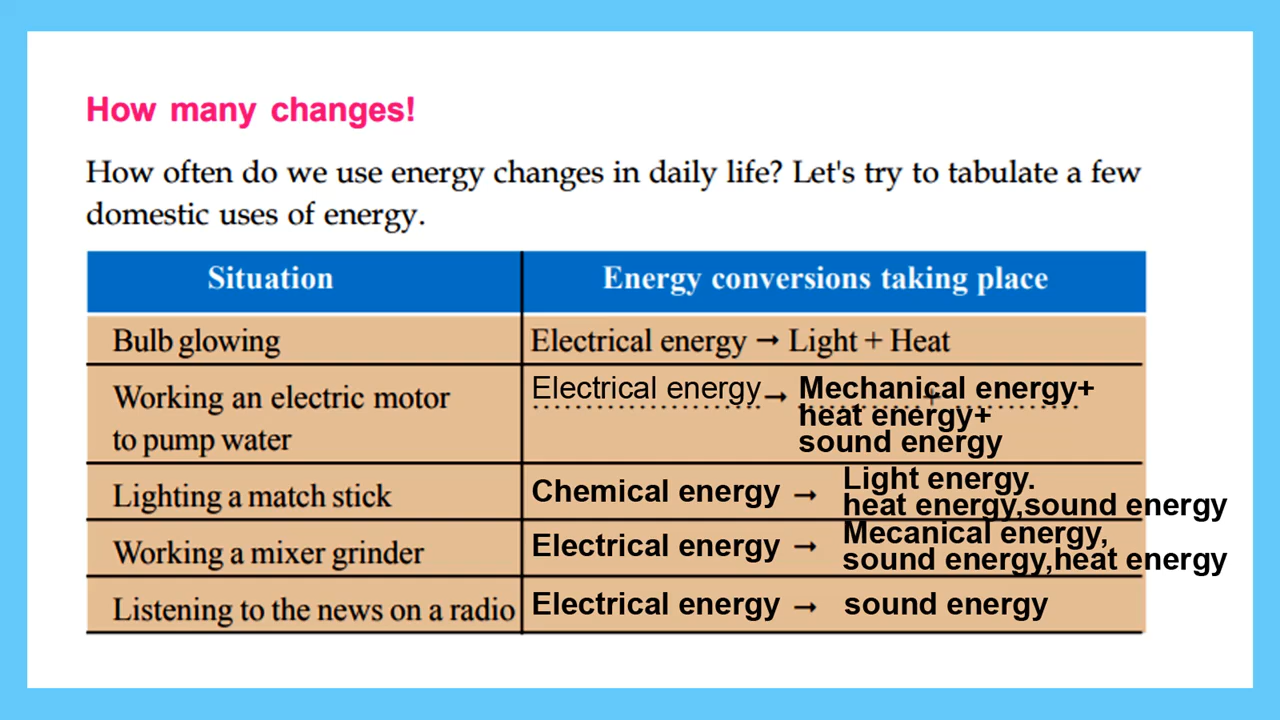 How many changes!
How often do we use energy changes in daily life? Let's try to tabulate a few
domestic uses of energy.
Situation Energy conversions taking place
Bulb glowing Electrical energy → Light + Heat
Working an electric motor Electrical energy → Mechanical energy+
heat energy+
to pump water sound energy
Lighting a match stick Chemical energy → Light energy.
heat energy,sound energy
Working a mixer grinder Electrical energy → Mecanical energy,
sound energy,heat energy
Listening to the news on a radio Electrical energy → sound energy